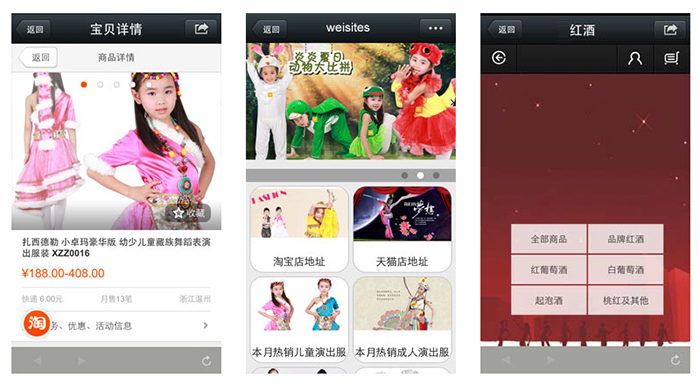 返回
宝贝详情
返回
商品详情
收藏
扎西德勒 小卓玛豪华版 幼少儿童藏族舞蹈表演
出服装 XZZ0016
¥188.00-408.00
快递 6.00元
月售13笔
浙江温州
淘
务、优惠、活动信息
返回
weisites
炎炎夏日
动物大比拼
FASHION
梦想
淘宝店地址
天猫店地址
本月热销儿童演出服
本月热销成人演出服
返回
红酒
全部商品
品牌红酒
红葡萄酒
白葡萄酒
起泡酒
桃红及其他